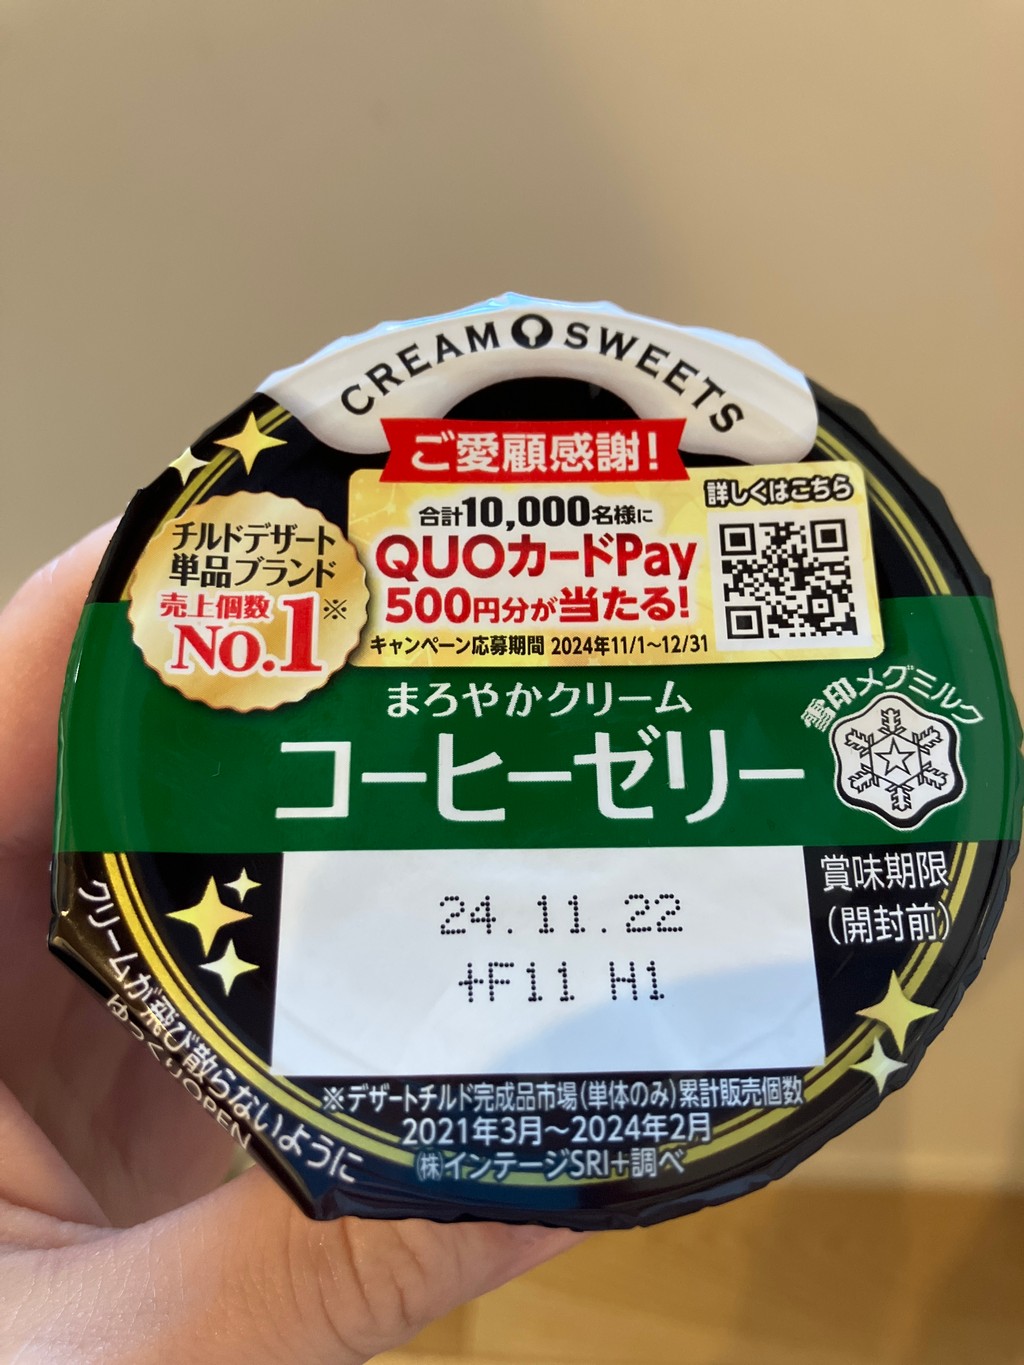 CREAM SWEETS
ご愛顧感謝!
合計10,000名様に
QUOカードPay
500円分が当たる!
キャンペーン応募期間 2024年11/1〜12/31
詳しくはこちら
チルドデザート
単品ブランド
売上個数
No.1※
まろやかクリーム
コーヒーゼリー
雪印メグミルク
賞味期限
(開封前)
24.11.22
+F11 H1
クリームが飛び散らないように
ゆっくりOPEN
※デザートチルド完成品市場(単体のみ)累計販売個数
2021年3月〜2024年2月
㈱インテージSRI+調べ